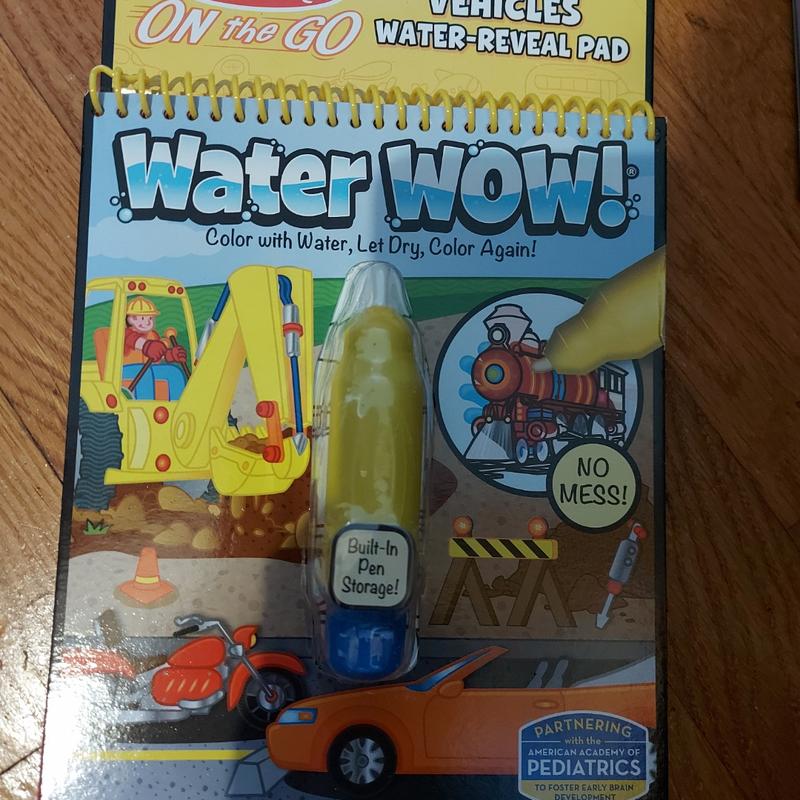 ON the GO
VEHICLES
WATER-REVEAL PAD
Water WOW!®
Color with Water, Let Dry, Color Again!
NO
MESS!
Built-In
Pen
Storage!
PARTNERING
with the
AMERICAN ACADEMY OF
PEDIATRICS
TO FOSTER EARLY BRAIN
DEVELOPMENT